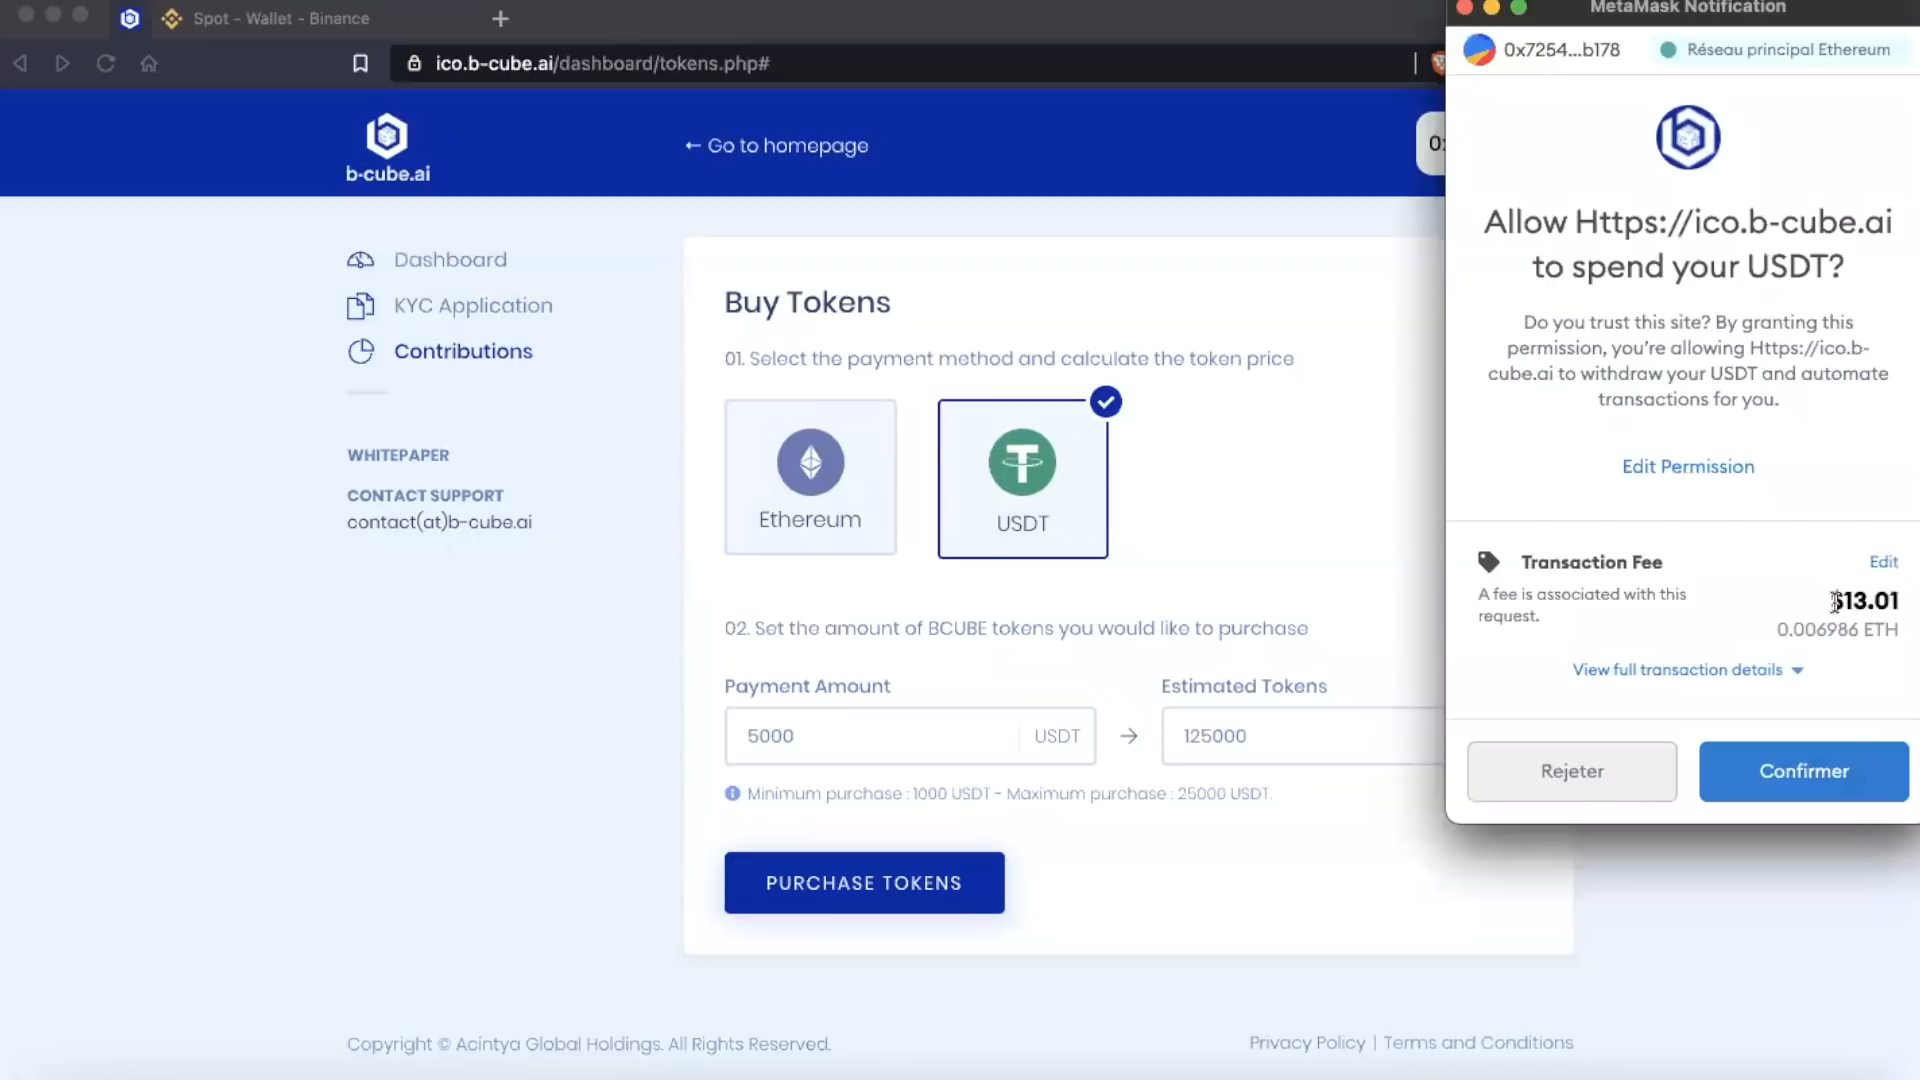 Spot - Wallet - Binance
ico.b-cube.ai/dashboard/tokens.php#
b-cube.ai
← Go to homepage
Dashboard
KYC Application
Contributions
WHITEPAPER
CONTACT SUPPORT
contact(at)b-cube.ai
Buy Tokens
01. Select the payment method and calculate the token price
Ethereum
USDT
02. Set the amount of BCUBE tokens you would like to purchase
Payment Amount
Estimated Tokens
5000
USDT
125000
Minimum purchase : 1000 USDT - Maximum purchase : 25000 USDT.
PURCHASE TOKENS
Copyright © Acintya Global Holdings. All Rights Reserved.
Privacy Policy | Terms and Conditions
MetaMask Notification
0x7254...b178
Réseau principal Ethereum
Allow Https://ico.b-cube.ai
to spend your USDT?
Do you trust this site? By granting this
permission, you're allowing Https://ico.b-
cube.ai to withdraw your USDT and automate
transactions for you.
Edit Permission
Transaction Fee
Edit
A fee is associated with this
request.
$13.01
0.006986 ETH
View full transaction details
Rejeter
Confirmer